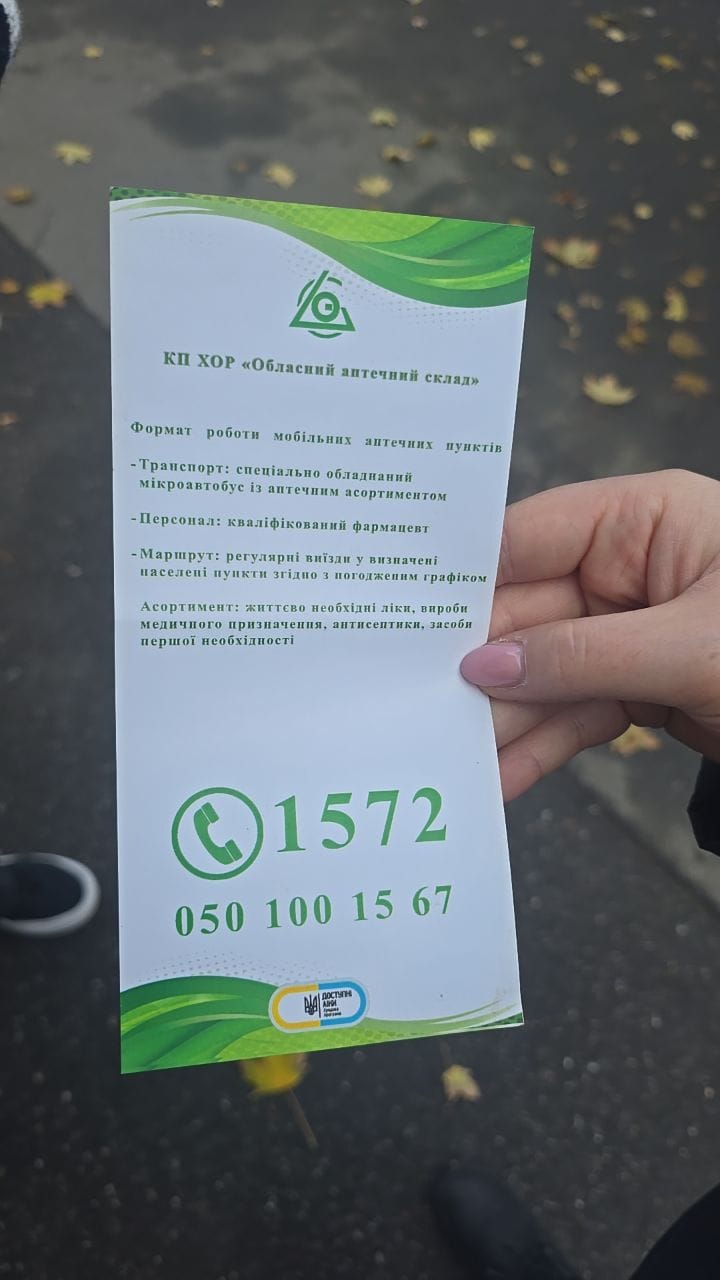 КП ХОР «Обласний аптечний склад»
Формат роботи мобільних аптечних пунктів
-Транспорт: спеціально обладнаний
мікроавтобус із аптечним асортиментом
-Персонал: кваліфікований фармацевт
-Маршрут: регулярні виїзди у визначені
населені пункти згідно з погодженим графіком
Асортимент: життєво необхідні ліки, вироби
медичного призначення, антисептики, засоби
першої необхідності
1572
050 100 15 67
ДОСТУПНІ
ЛІКИ
Урядова
програма